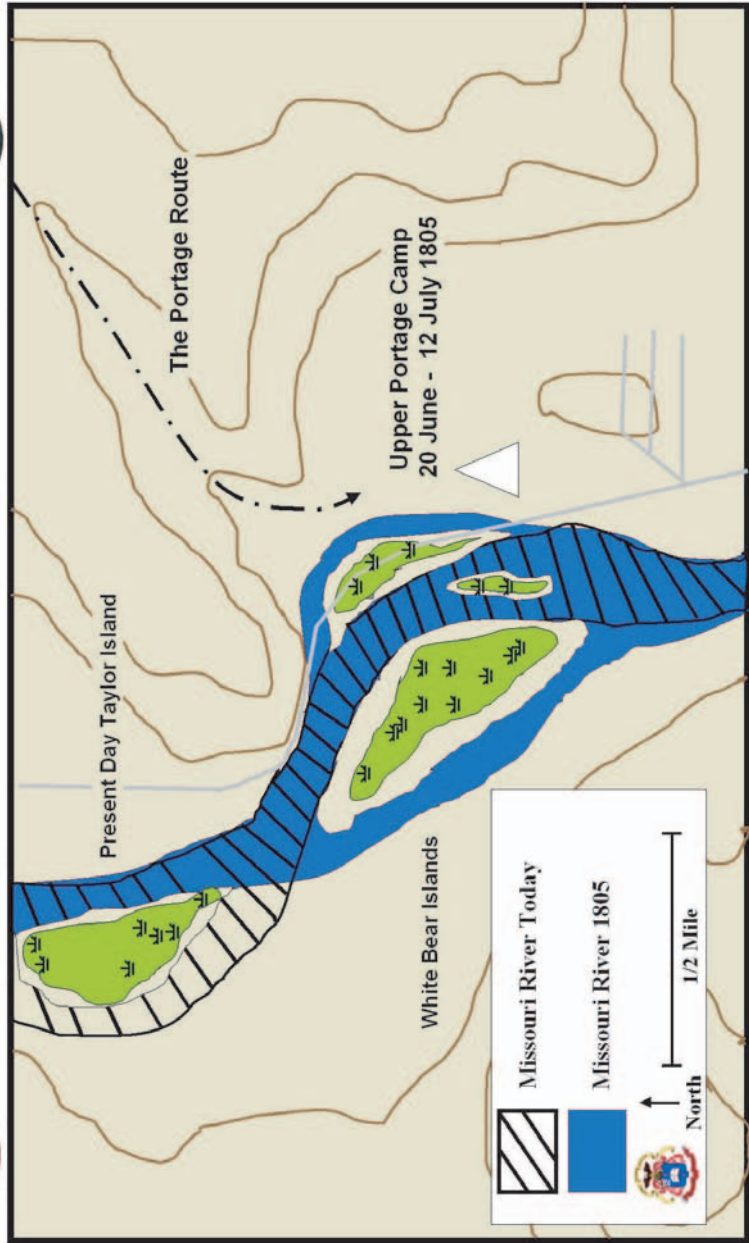 The Portage Route
Present Day Taylor Island
Upper Portage Camp
20 June - 12 July 1805
White Bear Islands
Missouri River Today
Missouri River 1805
North
1/2 Mile